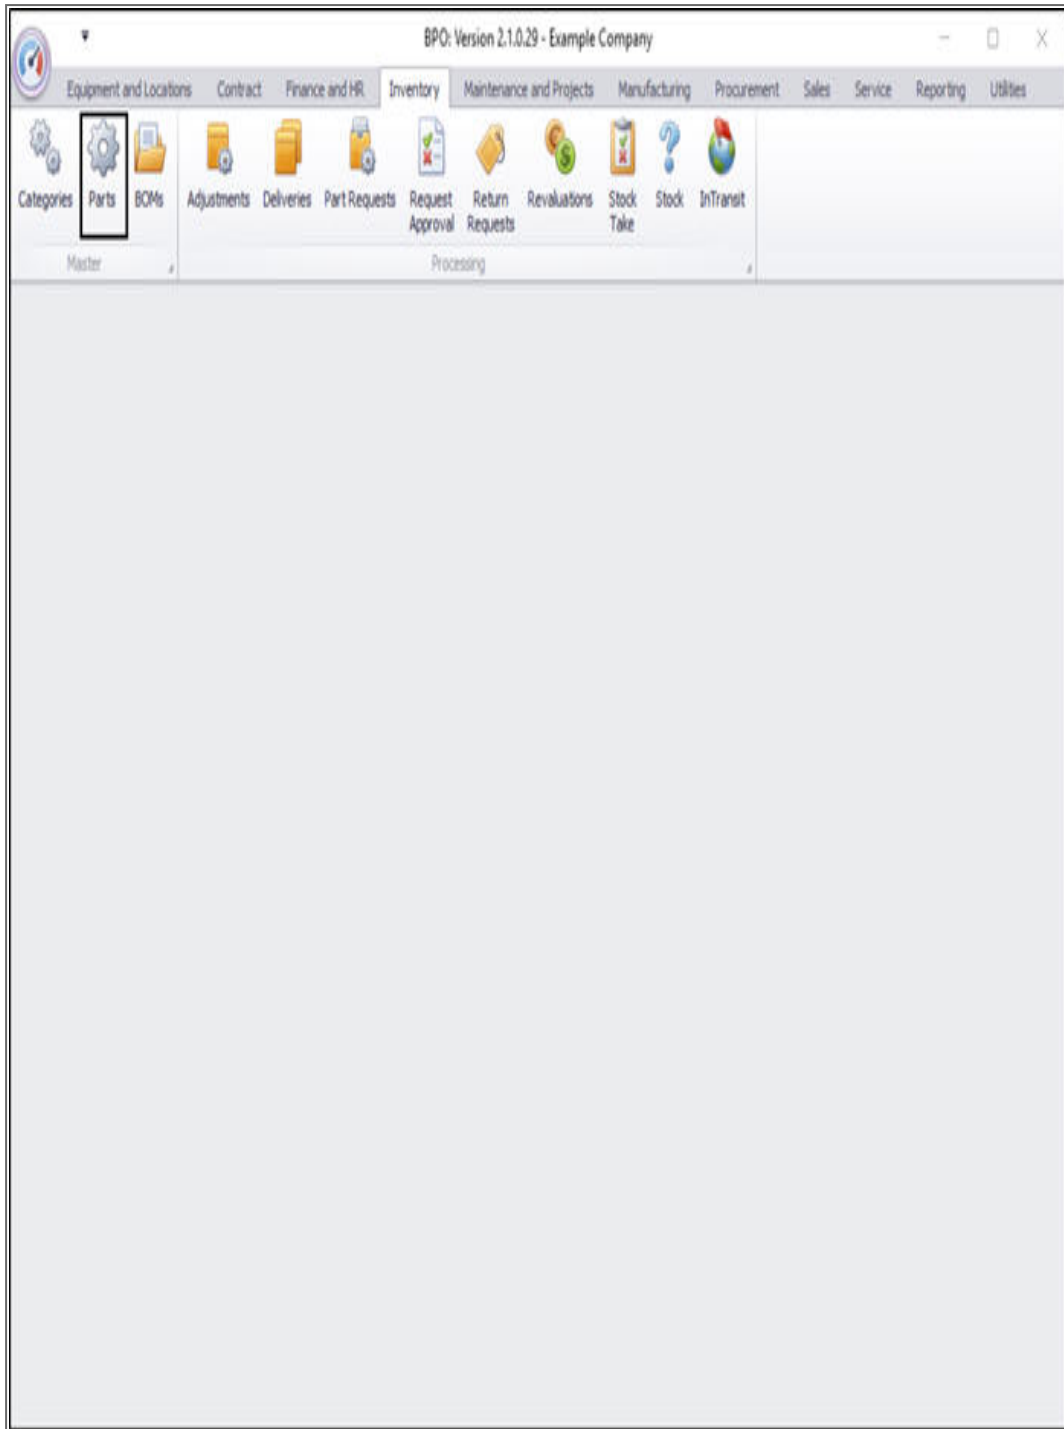 BPO: Version 2.1.0.29 - Example Company
Equipment and Locations Contract Finance and HR Inventory Maintenance and Projects Manufacturing Procurement Sales Service Reporting Utilities
Categories Parts BOMs Adjustments Deliveries Part Requests Request Return Revaluations Stock Stock InTransit
Approval Requests Take
Master Processing